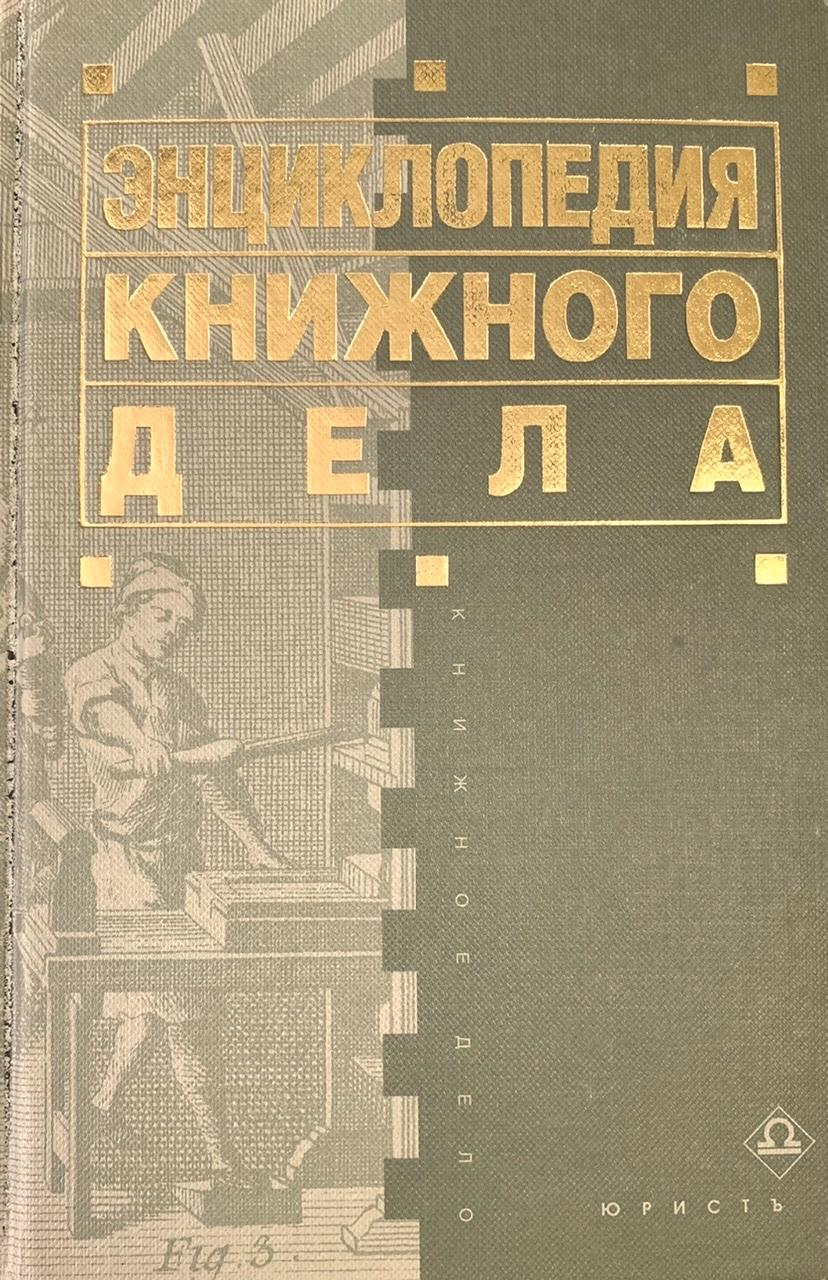 ЭНЦИКЛОПЕДИЯ
КНИЖНОГО
ДЕЛА
КНИЖНОЕ ДЕЛО
ЮРИСТЪ
Fig. 3.